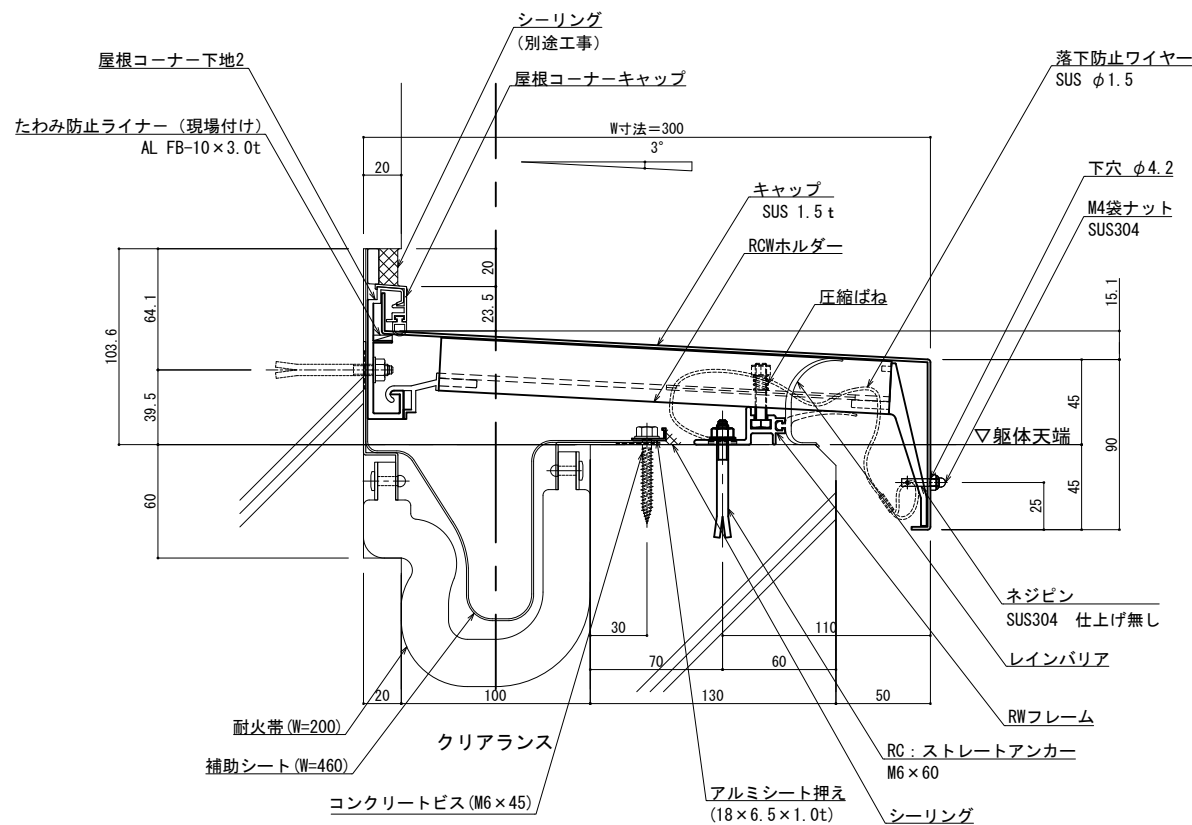 シーリング
(別途工事)
屋根コーナー下地2
屋根コーナーキャップ
たわみ防止ライナー (現場付け)
AL FB-10×3.0t
落下防止ワイヤー
SUS φ1.5
W寸法=300
3°
20
下穴 φ4.2
キャップ
SUS 1.5t
M4袋ナット
SUS304
RCWホルダー
圧縮ばね
20
23.5
15.1
64.1
103.6
39.5
60
▽躯体天端
45
45
90
25
ネジピン
SUS304 仕上げ無し
レインバリア
30
110
70
60
20
100
130
50
耐火帯(W=200)
クリアランス
RWフレーム
補助シート(W=460)
RC:ストレートアンカー
M6×60
コンクリートビス(M6×45)
アルミシート押え
(18×6.5×1.0t)
シーリング